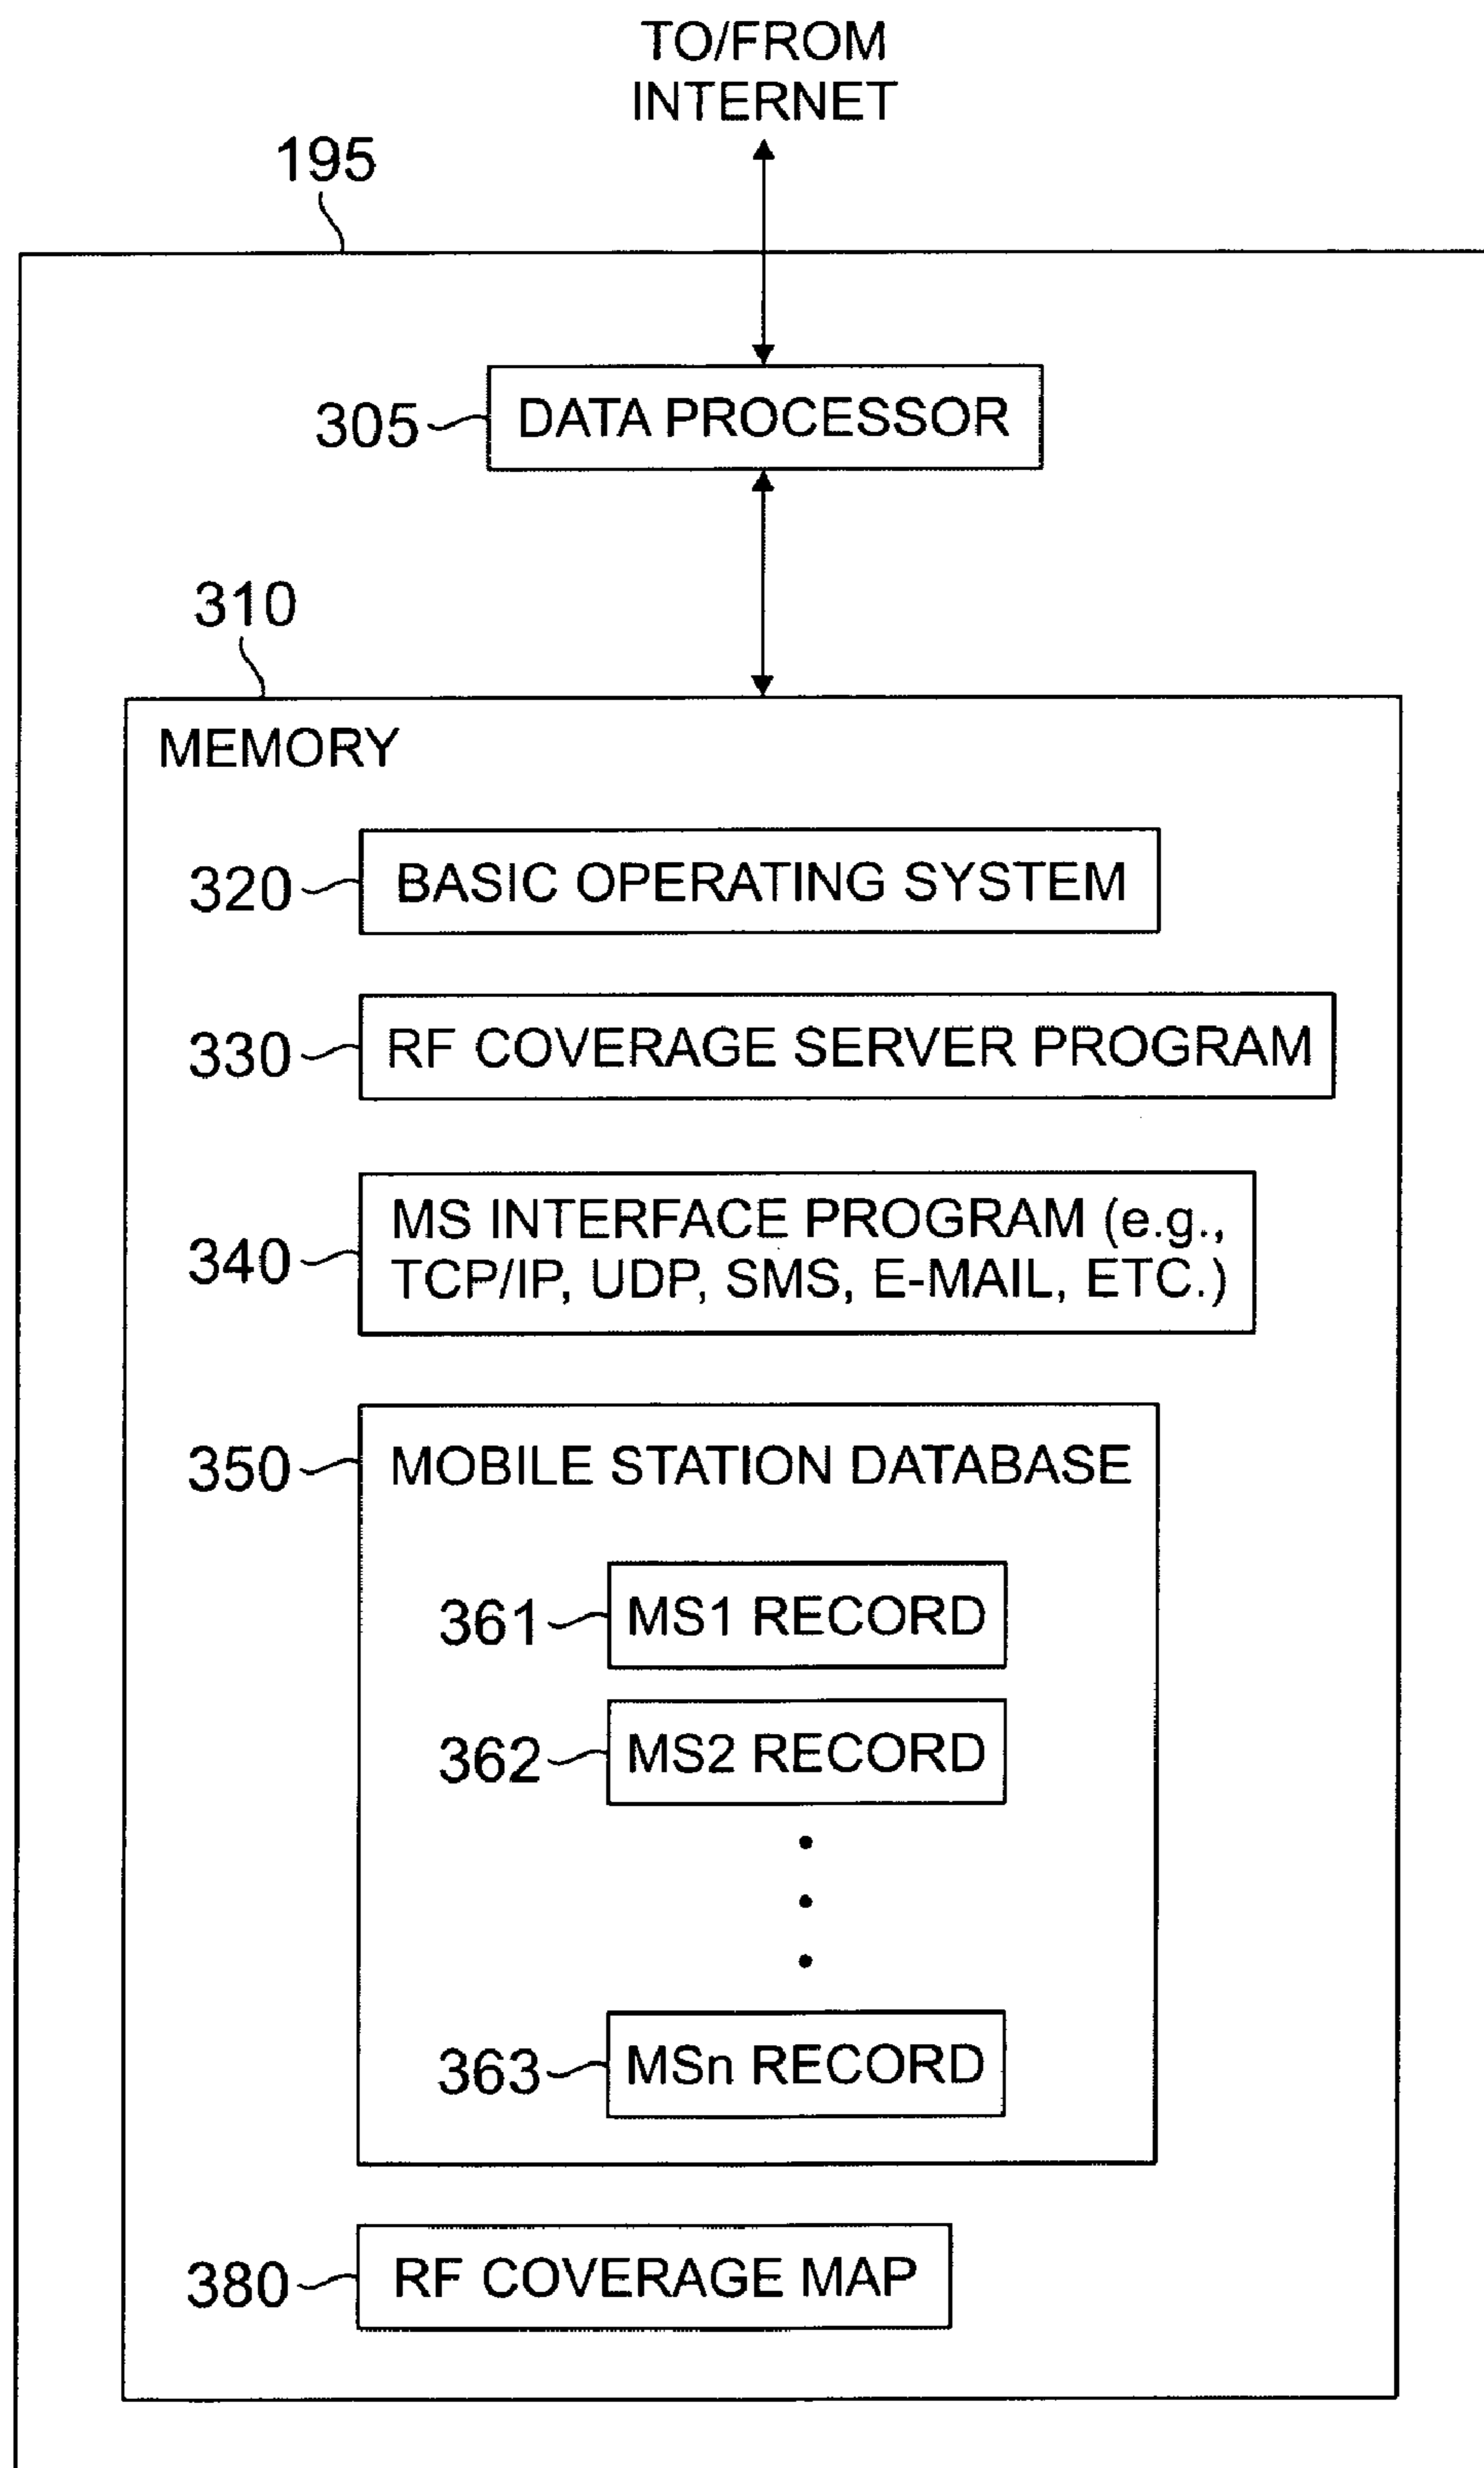 TO/FROM
INTERNET
195
305
DATA PROCESSOR
310
MEMORY
320
BASIC OPERATING SYSTEM
330
RF COVERAGE SERVER PROGRAM
340
MS INTERFACE PROGRAM (e.g.,
TCP/IP, UDP, SMS, E-MAIL, ETC.)
350
MOBILE STATION DATABASE
361
MS1 RECORD
362
MS2 RECORD
363
MSn RECORD
380
RF COVERAGE MAP